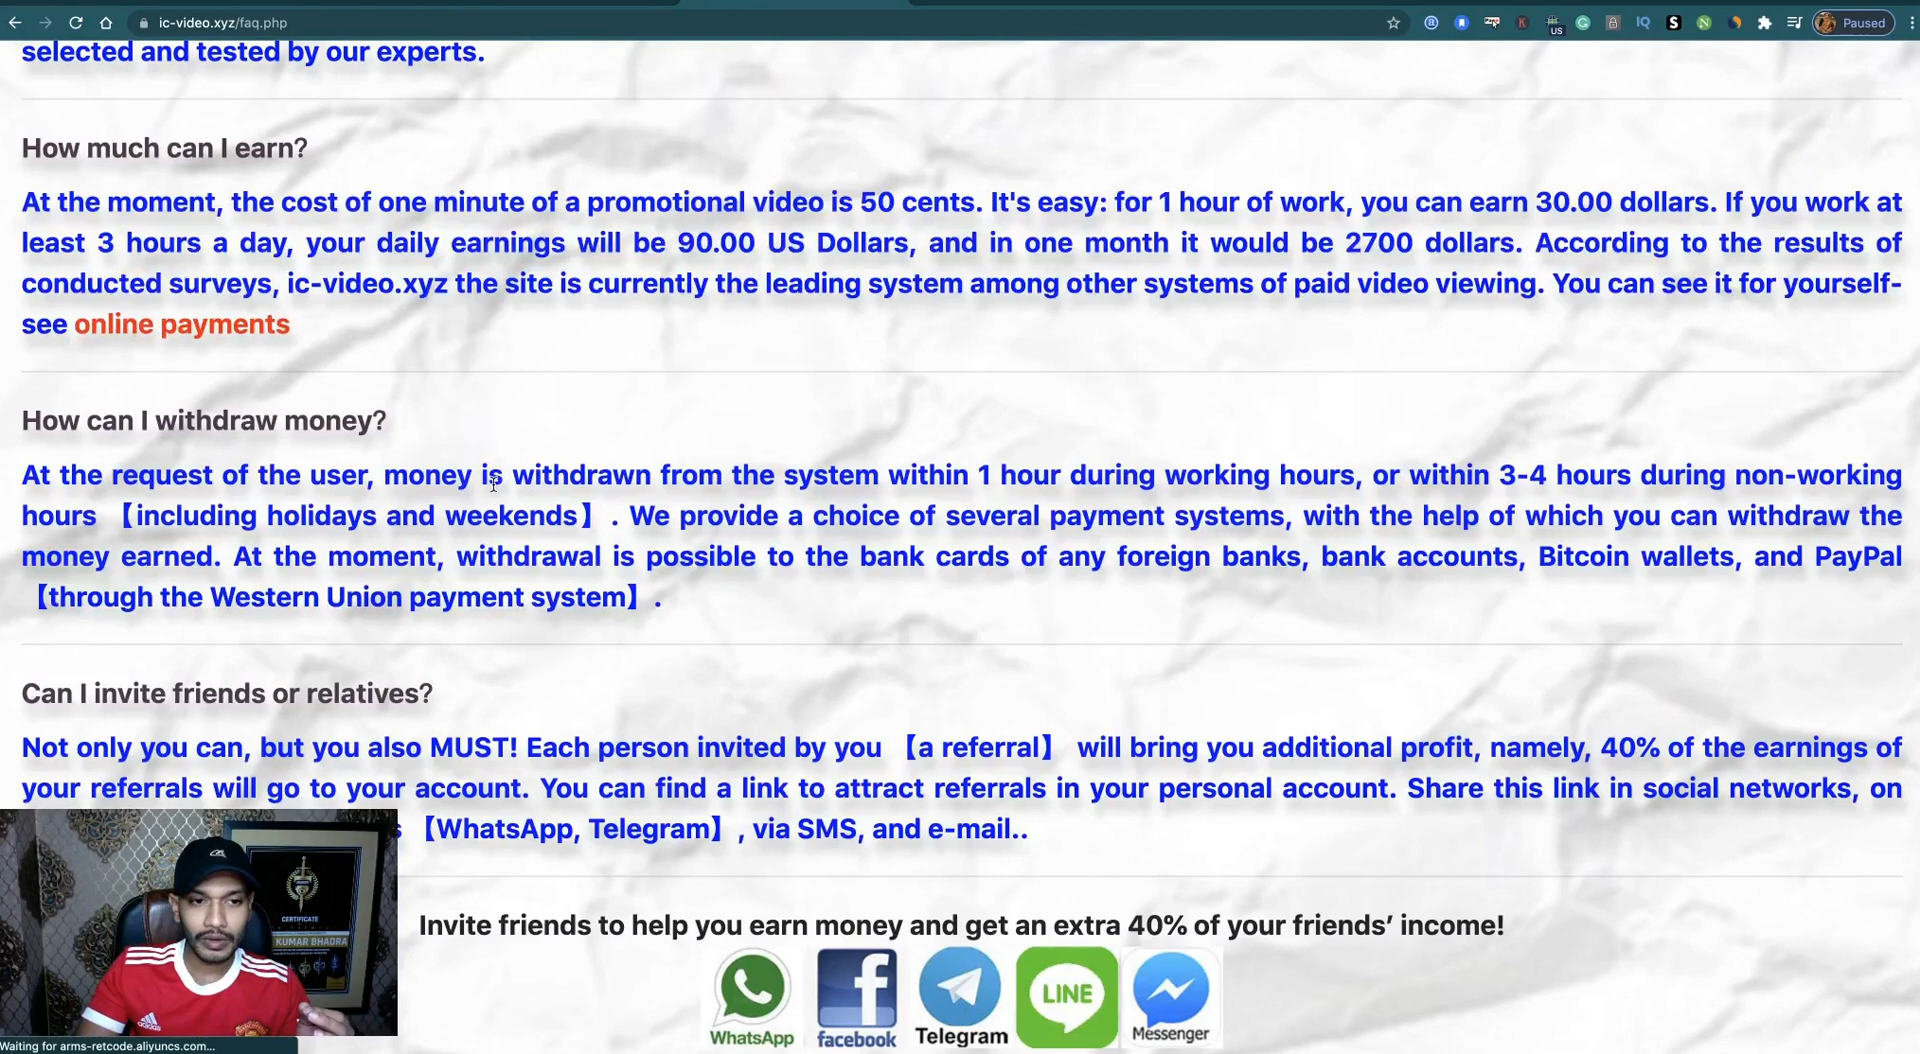 ic-video.xyz/faq.php
US
Paused
selected and tested by our experts.
How much can I earn?
At the moment, the cost of one minute of a promotional video is 50 cents. It's easy: for 1 hour of work, you can earn 30.00 dollars. If you work at
least 3 hours a day, your daily earnings will be 90.00 US Dollars, and in one month it would be 2700 dollars. According to the results of
conducted surveys, ic-video.xyz the site is currently the leading system among other systems of paid video viewing. You can see it for yourself-
see online payments
How can I withdraw money?
At the request of the user, money is withdrawn from the system within 1 hour during working hours, or within 3-4 hours during non-working
hours 【including holidays and weekends】 . We provide a choice of several payment systems, with the help of which you can withdraw the
money earned. At the moment, withdrawal is possible to the bank cards of any foreign banks, bank accounts, Bitcoin wallets, and PayPal
【through the Western Union payment system】 .
Can I invite friends or relatives?
Not only you can, but you also MUST! Each person invited by you 【a referral】 will bring you additional profit, namely, 40% of the earnings of
your referrals will go to your account. You can find a link to attract referrals in your personal account. Share this link in social networks, on
【WhatsApp, Telegram】 , via SMS, and e-mail..
CERTIFICATE
KUMAR BHADRA
Invite friends to help you earn money and get an extra 40% of your friends’ income!
LINE
WhatsApp facebook Telegram Messenger
Waiting for arms-retcode.aliyuncs.com...